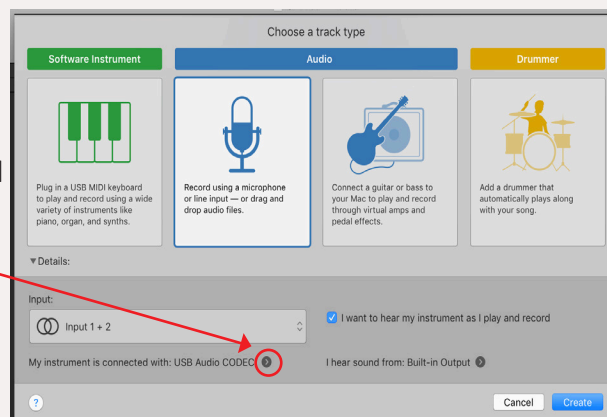 Choose a track type
Software Instrument
Audio
Drummer
Plug in a USB MIDI keyboard
to play and record using a wide
variety of instruments like
piano, organ, and synths.
Record using a microphone
or line input — or drag and
drop audio files.
Connect a guitar or bass to
your Mac to play and record
through virtual amps and
pedal effects.
Add a drummer that
automatically plays along
with your song.
▼Details:
Input:
Input 1 + 2
I want to hear my instrument as I play and record
My instrument is connected with: USB Audio CODEC
I hear sound from: Built-in Output
?
Cancel
Create